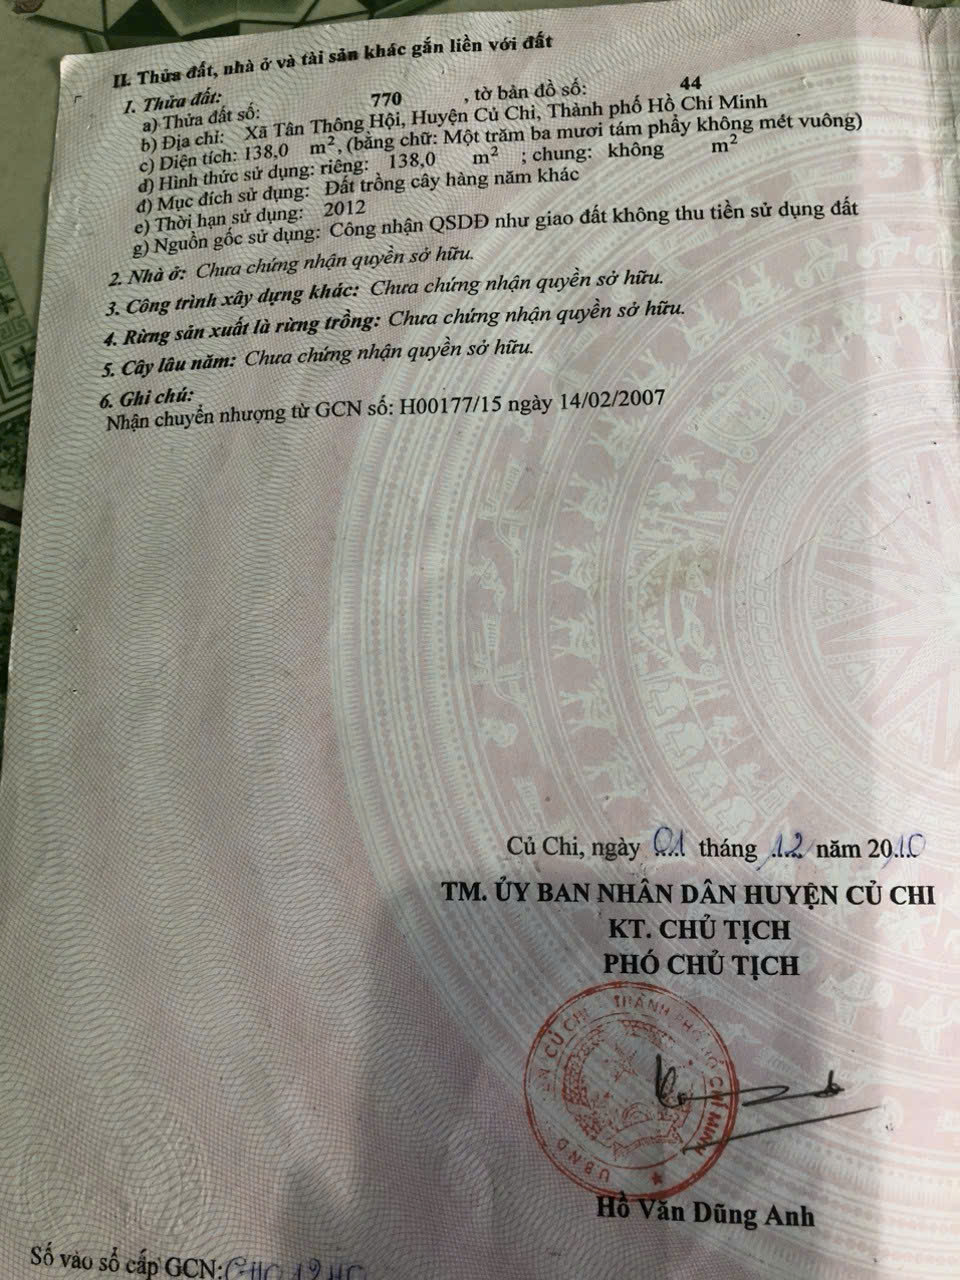 II. Thửa đất, nhà ở và tài sản khác gắn liền với đất
1. Thửa đất:
a) Thửa đất số: 770 , tờ bản đồ số: 44
b) Địa chỉ: Xã Tân Thông Hội, Huyện Củ Chi, Thành phố Hồ Chí Minh
c) Diện tích: 138,0 m², (bằng chữ: Một trăm ba mươi tám phẩy không mét vuông)
d) Hình thức sử dụng: riêng: 138,0 m² ; chung: không m²
đ) Mục đích sử dụng: Đất trồng cây hàng năm khác
e) Thời hạn sử dụng: 2012
g) Nguồn gốc sử dụng: Công nhận QSDĐ như giao đất không thu tiền sử dụng đất
2. Nhà ở: Chưa chứng nhận quyền sở hữu.
3. Công trình xây dựng khác: Chưa chứng nhận quyền sở hữu.
4. Rừng sản xuất là rừng trồng: Chưa chứng nhận quyền sở hữu.
5. Cây lâu năm: Chưa chứng nhận quyền sở hữu.
6. Ghi chú:
Nhận chuyển nhượng từ GCN số: H00177/15 ngày 14/02/2007
Củ Chi, ngày 01 tháng 12 năm 2010
TM. ỦY BAN NHÂN DÂN HUYỆN CỦ CHI
KT. CHỦ TỊCH
PHÓ CHỦ TỊCH
U.B.N.D CỦ CHI THÀNH PHỐ HỒ CHÍ MINH
Hồ Văn Dũng Anh
Số vào sổ cấp GCN: